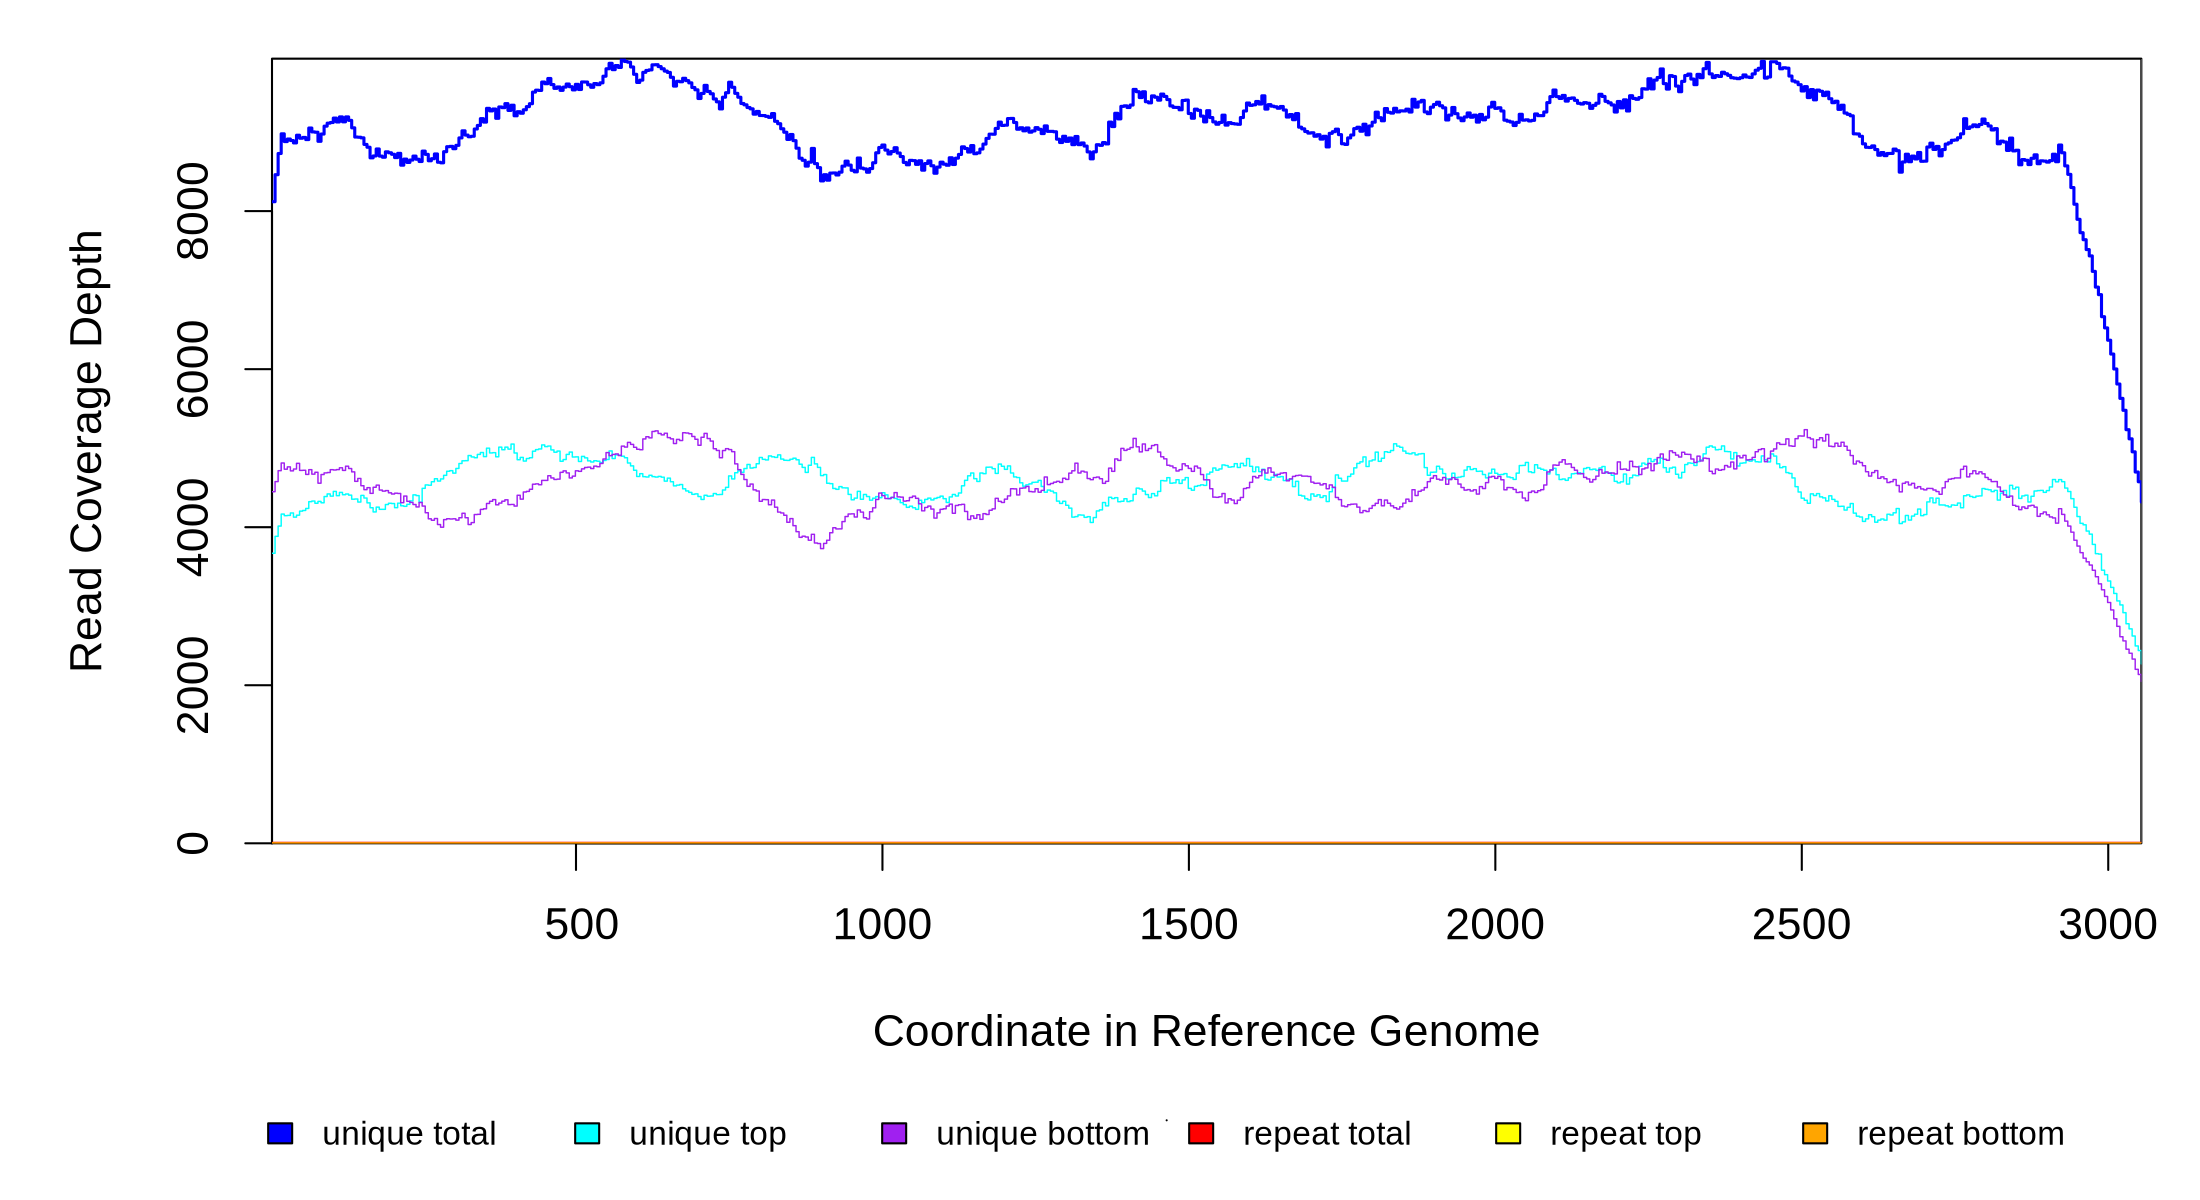 Read Coverage Depth
8000
6000
4000
2000
0
500 1000 1500 2000 2500 3000
Coordinate in Reference Genome
unique total unique top unique bottom repeat total repeat top repeat bottom